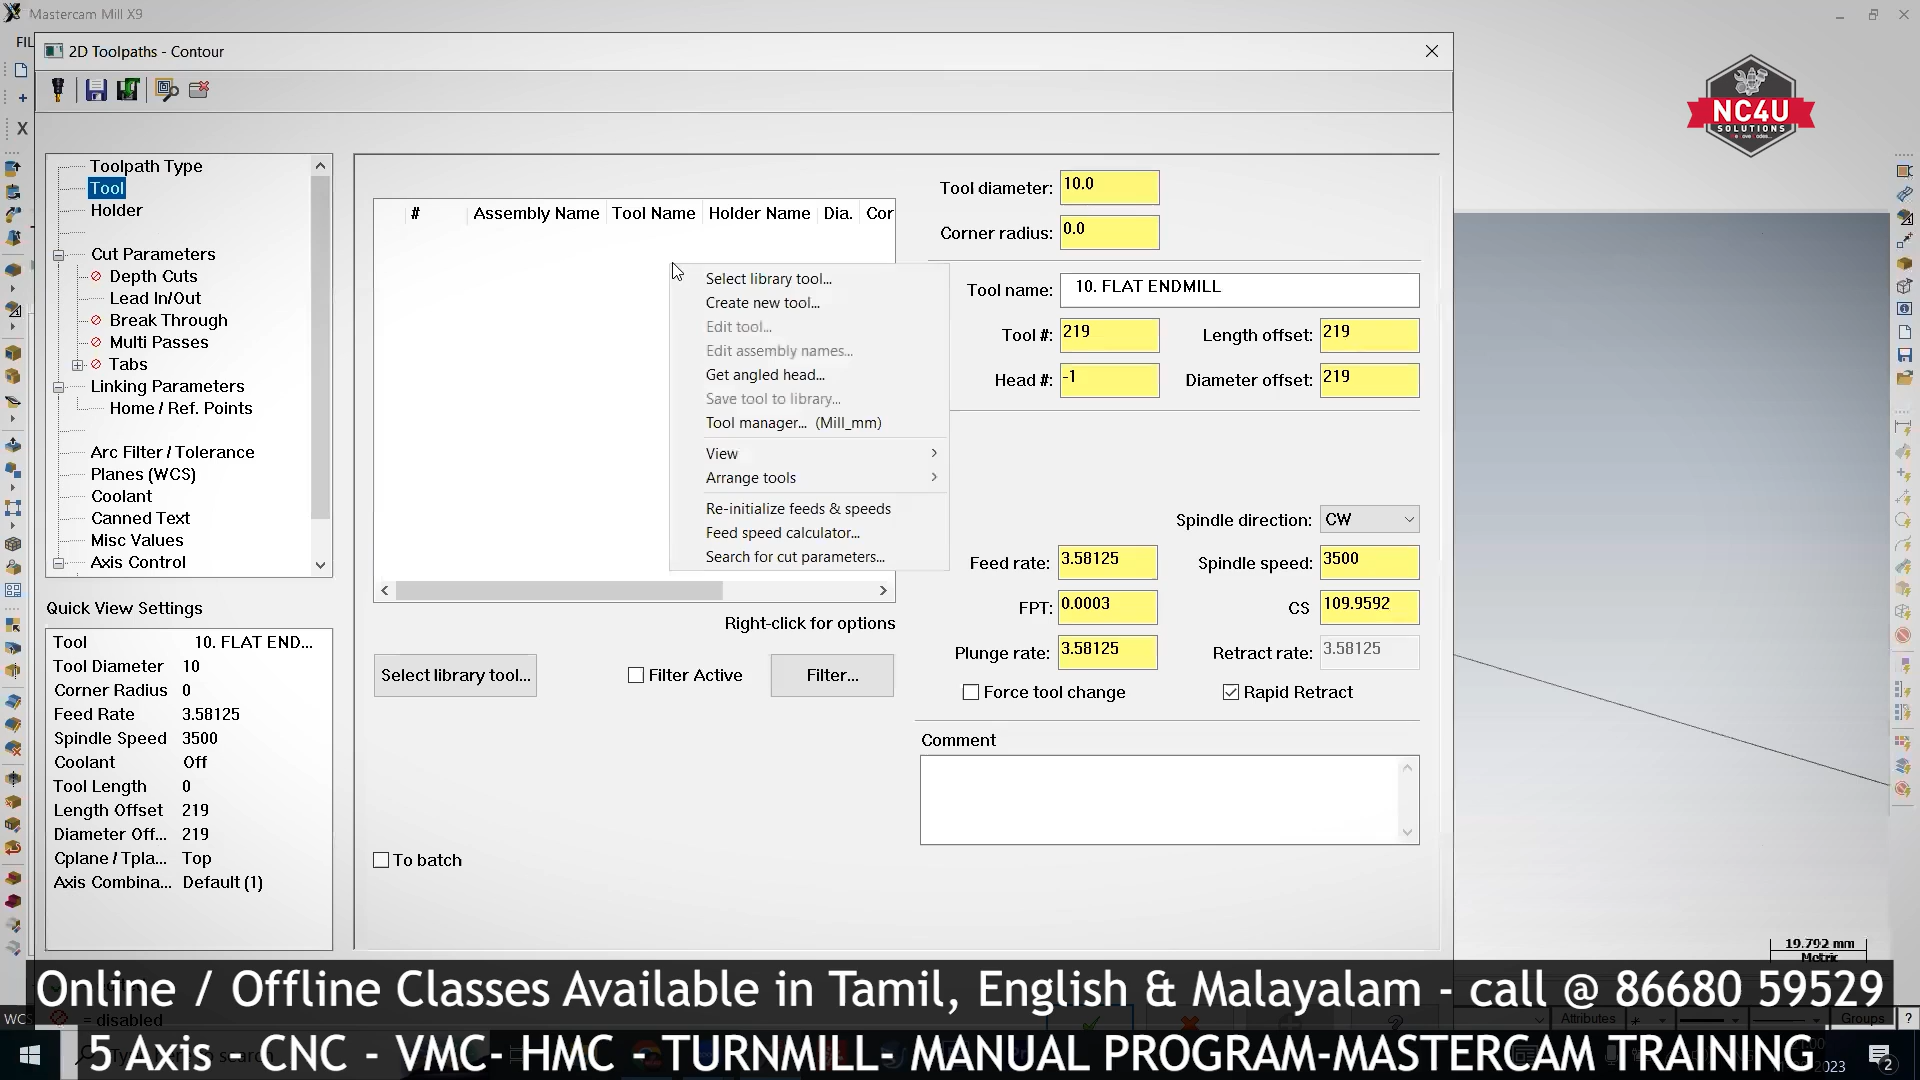 Mastercam Mill X9
FIL
2D Toolpaths - Contour
NC4U
SOLUTIONS
Toolpath Type
Tool
Holder
Cut Parameters
Depth Cuts
Lead In/Out
Break Through
Multi Passes
Tabs
Linking Parameters
Home / Ref. Points
Arc Filter / Tolerance
Planes (WCS)
Coolant
Canned Text
Misc Values
Axis Control
# Assembly Name Tool Name Holder Name Dia. Cor
Select library tool...
Create new tool...
Edit tool...
Edit assembly names...
Get angled head...
Save tool to library...
Tool manager... (Mill_mm)
View
Arrange tools
Re-initialize feeds & speeds
Feed speed calculator...
Search for cut parameters...
Right-click for options
Select library tool...
Filter Active
Filter...
To batch
Tool diameter: 10.0
Corner radius: 0.0
Tool name: 10. FLAT ENDMILL
Tool #: 219 Length offset: 219
Head #: -1 Diameter offset: 219
Spindle direction: CW
Feed rate: 3.58125 Spindle speed: 3500
FPT: 0.0003 CS 109.9592
Plunge rate: 3.58125 Retract rate: 3.58125
Force tool change Rapid Retract
Comment
Quick View Settings
Tool 10. FLAT END...
Tool Diameter 10
Corner Radius 0
Feed Rate 3.58125
Spindle Speed 3500
Coolant Off
Tool Length 0
Length Offset 219
Diameter Off... 219
Cplane / Tpla... Top
Axis Combina... Default (1)
19.792 mm
Metric
Online / Offline Classes Available in Tamil, English & Malayalam - call @ 86680 59529
WCS
= disabled
Attributes
Groups
?
5 Axis - CNC - VMC- HMC - TURNMILL- MANUAL PROGRAM-MASTERCAM TRAINING
2023
2